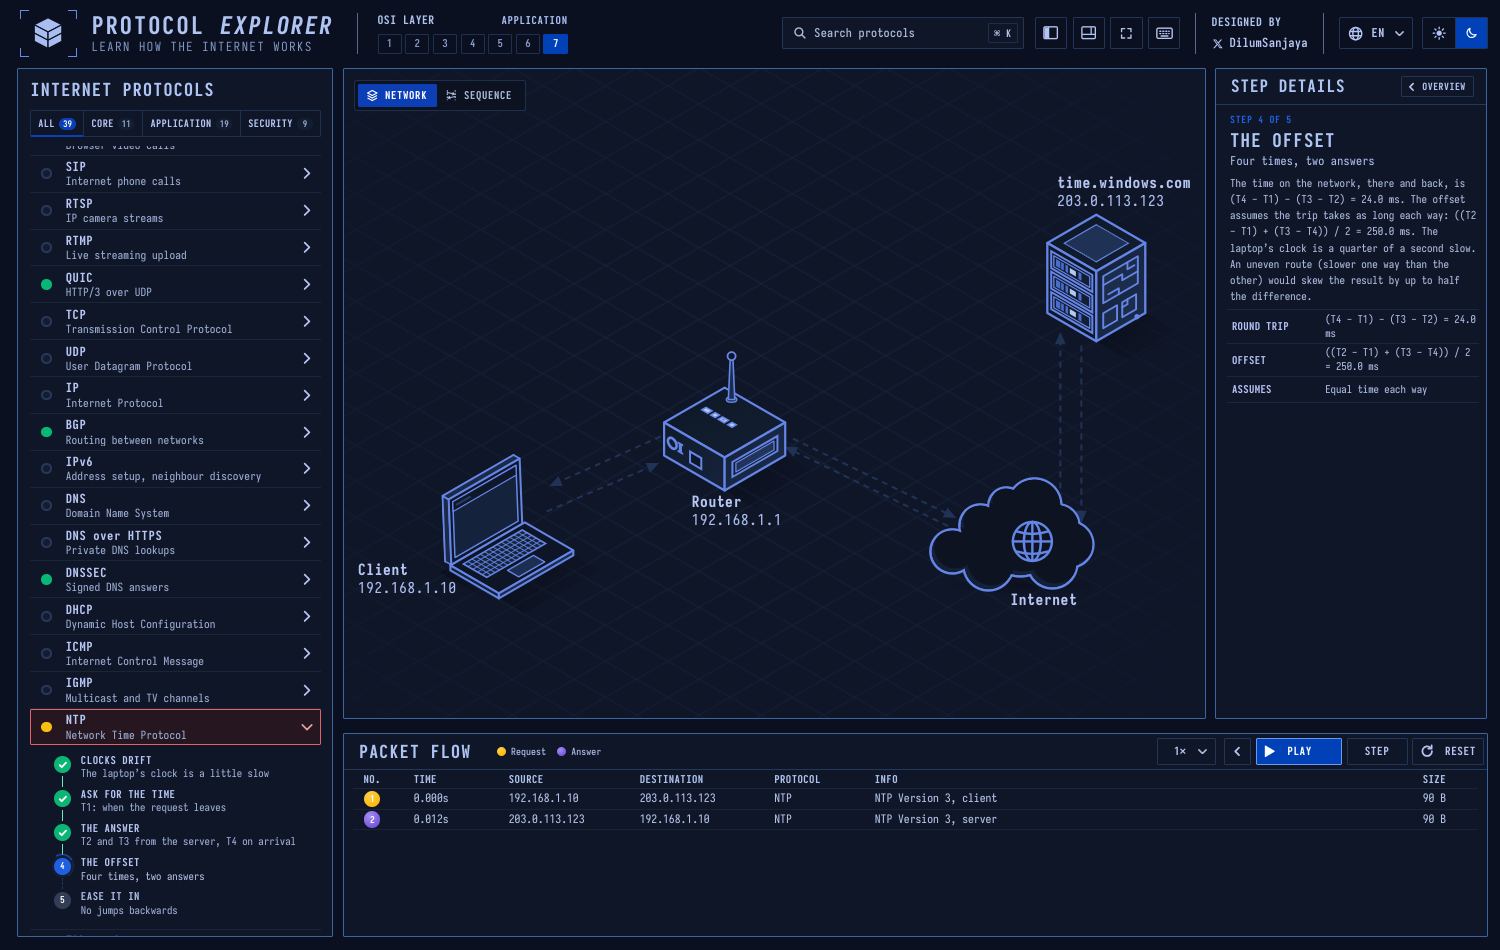 PROTOCOL EXPLORER
LEARN HOW THE INTERNET WORKS
OSI LAYER APPLICATION
1 2 3 4 5 6 7
Search protocols ⌘ K
DESIGNED BY
DilumSanjaya
EN
INTERNET PROTOCOLS
ALL 39 CORE 11 APPLICATION 19 SECURITY 9
Browser video calls
SIP
Internet phone calls
RTSP
IP camera streams
RTMP
Live streaming upload
QUIC
HTTP/3 over UDP
TCP
Transmission Control Protocol
UDP
User Datagram Protocol
IP
Internet Protocol
BGP
Routing between networks
IPv6
Address setup, neighbour discovery
DNS
Domain Name System
DNS over HTTPS
Private DNS lookups
DNSSEC
Signed DNS answers
DHCP
Dynamic Host Configuration
ICMP
Internet Control Message
IGMP
Multicast and TV channels
NTP
Network Time Protocol
CLOCKS DRIFT
The laptop’s clock is a little slow
ASK FOR THE TIME
T1: when the request leaves
THE ANSWER
T2 and T3 from the server, T4 on arrival
4 THE OFFSET
Four times, two answers
5 EASE IT IN
No jumps backwards
NETWORK SEQUENCE
time.windows.com
203.0.113.123
Router
192.168.1.1
Client
192.168.1.10
Internet
STEP DETAILS OVERVIEW
STEP 4 OF 5
THE OFFSET
Four times, two answers
The time on the network, there and back, is
(T4 − T1) − (T3 − T2) = 24.0 ms. The offset
assumes the trip takes as long each way: ((T2
− T1) + (T3 − T4)) / 2 = 250.0 ms. The
laptop’s clock is a quarter of a second slow.
An uneven route (slower one way than the
other) would skew the result by up to half
the difference.
ROUND TRIP (T4 − T1) − (T3 − T2) = 24.0
ms
OFFSET ((T2 − T1) + (T3 − T4)) / 2
= 250.0 ms
ASSUMES Equal time each way
PACKET FLOW Request Answer
1× PLAY STEP RESET
NO. TIME SOURCE DESTINATION PROTOCOL INFO SIZE
1 0.000s 192.168.1.10 203.0.113.123 NTP NTP Version 3, client 90 B
2 0.012s 203.0.113.123 192.168.1.10 NTP NTP Version 3, server 90 B